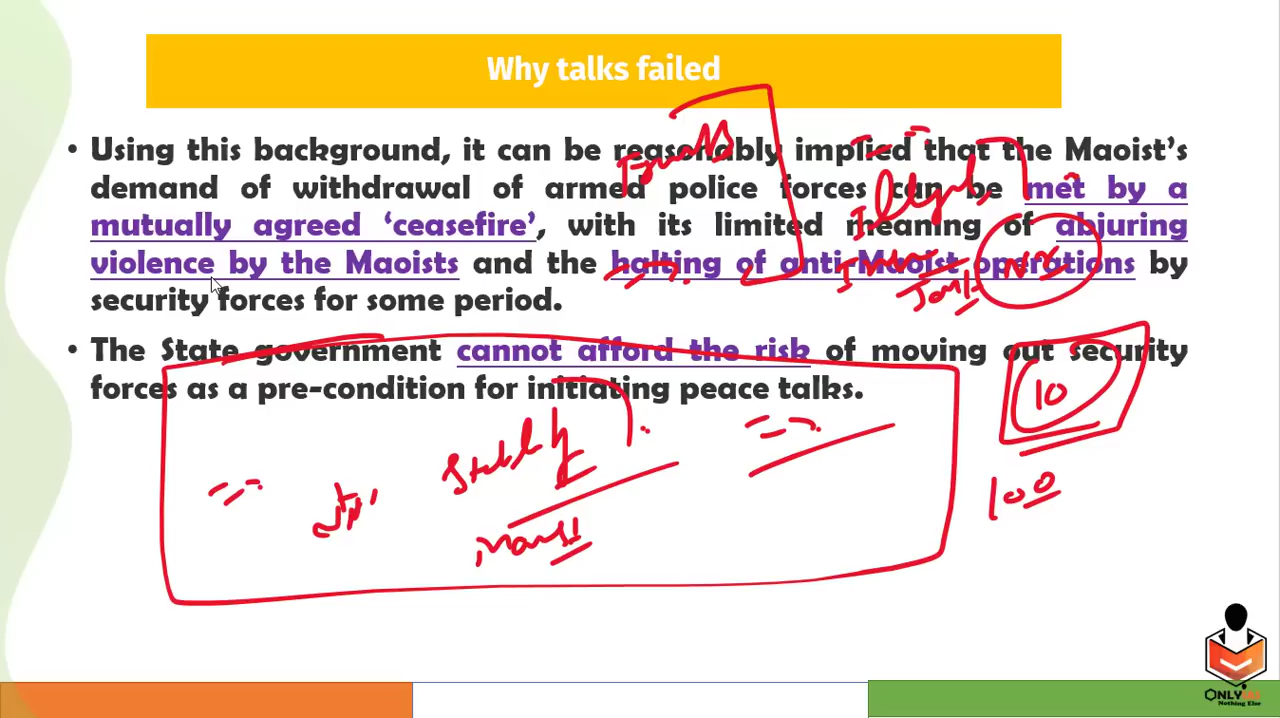 Why talks failed
• Using this background, it can be reasonably implied that the Maoist's
demand of withdrawal of armed police forces can be met by a
mutually agreed 'ceasefire', with its limited meaning of abjuring
violence by the Maoists and the halting of anti-Maoist operations by
security forces for some period.
• The State government cannot afford the risk of moving out security
forces as a pre-condition for initiating peace talks.
10
100
ONLYIAS
Nothing Else